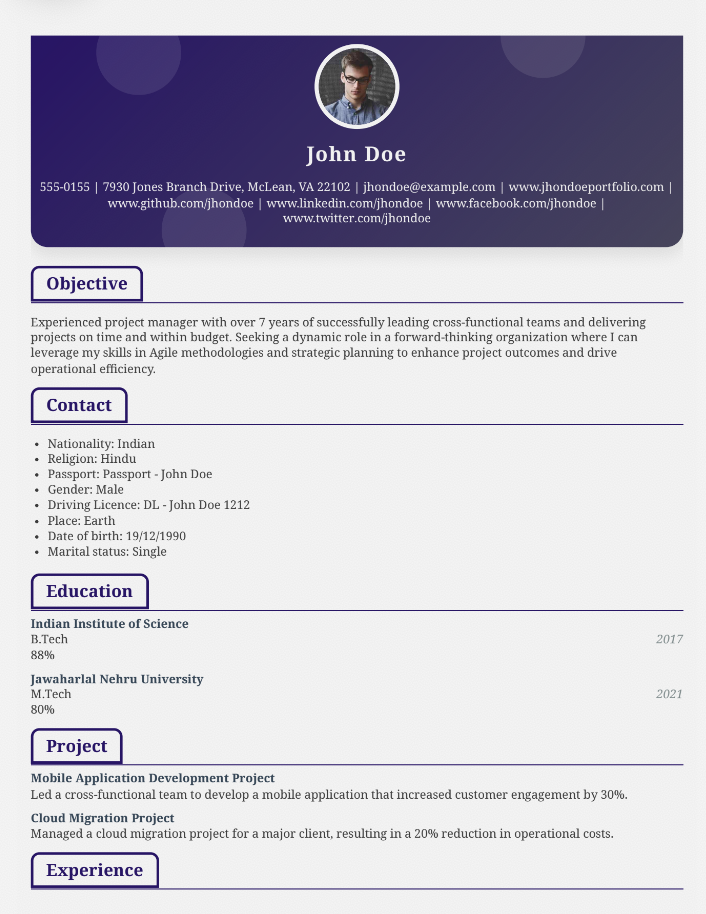 John Doe
555-0155 | 7930 Jones Branch Drive, McLean, VA 22102 | jhondoe@example.com | www.jhondoeportfolio.com |
www.github.com/jhondoe | www.linkedin.com/jhondoe | www.facebook.com/jhondoe |
www.twitter.com/jhondoe
Objective
Experienced project manager with over 7 years of successfully leading cross-functional teams and delivering
projects on time and within budget. Seeking a dynamic role in a forward-thinking organization where I can
leverage my skills in Agile methodologies and strategic planning to enhance project outcomes and drive
operational efficiency.
Contact
• Nationality: Indian
• Religion: Hindu
• Passport: Passport - John Doe
• Gender: Male
• Driving Licence: DL - John Doe 1212
• Place: Earth
• Date of birth: 19/12/1990
• Marital status: Single
Education
Indian Institute of Science
B.Tech 2017
88%
Jawaharlal Nehru University
M.Tech 2021
80%
Project
Mobile Application Development Project
Led a cross-functional team to develop a mobile application that increased customer engagement by 30%.
Cloud Migration Project
Managed a cloud migration project for a major client, resulting in a 20% reduction in operational costs.
Experience